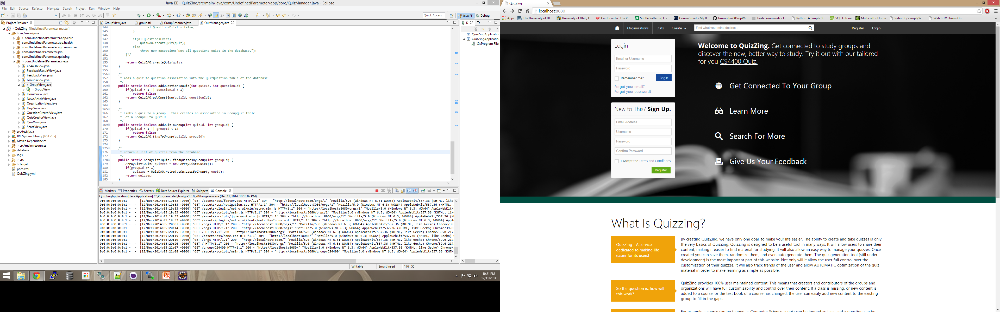 Java EE - QuizZing/src/main/java/com/UndefinedParameter/app/core/QuizManager.java - Eclipse
File Edit Source Refactor Navigate Search Project Run Window Help
Quick Access
Java EE
Debug
Project Explorer
> QuizZing [UndefinedParameter master]
> src/main/java
> com.UndefinedParameter.app.core
com.UndefinedParameter.app.health
com.UndefinedParameter.app.resources
com.UndefinedParameter.jdbi
com.UndefinedParameter.quizzing
> com.UndefinedParameter.views
CS4400View.java
FeedbackResultView.java
FeedbackView.java
GroupsView.java
> GroupView.java
> GroupView
HomeView.java
NewsArticleView.java
OrganizationView.java
OrgsView.java
QuestionCreatorView.java
QuizCreatorView.java
QuizView.java
ScoreView.java
src/test/java
JRE System Library [J2SE-1.5]
Maven Dependencies
> src/main/resources
database
logs
> src
> target
pom.xml
QuizZing.yml
GroupView.java group.ftl GroupResource.java QuizManager.java
144 allQuestionsExist = false;
145 }
146
147 if(allQuestionsExist)
148 QuizDAO.createQuiz(quiz);
149 else
150 throw new Exception("Not all questions exist in the database.");
151 }*/
152
153 return QuizDAO.createQuiz(quiz);
154 }
155
156 /*
157 * Adds a quiz to question association into the QuizQuestion table of the database
158 */
159 public static boolean addQuestionToQuiz(int quizId, int questionId) {
160 if(quizId < 1 || questionId < 1)
161 return false;
162 return QuizDAO.addQuestion(quizId, questionId);
163 }
164
165 /*
166 * Links a quiz to a group - this creates an association in GroupQuiz table
167 * of a GroupID to QuizID
168 */
169 public static boolean addQuizToGroup(int quizId, int groupId) {
170 if(quizId < 1 || groupId < 1)
171 return false;
172 return QuizDAO.linkToGroup(quizId, groupId);
173 }
174
175 /*
176 * Return a list of quizzes from the database
177 */
178 public static ArrayList<Quiz> findQuizzesByGroup(int groupId) {
179 ArrayList<Quiz> quizzes = new ArrayList<Quiz>();
180 if(groupId >= 1)
181 quizzes = QuizDAO.retreiveQuizzesByGroup(groupId);
182 return quizzes;
183 }
D
QuizZingApplication
QuizZingApplication
C:\Program Files
Markers Properties Servers Data Source Explorer Snippets Console
QuizZingApplication [Java Application] C:\Program Files\Java\jre1.8.0_20\bin\javaw.exe (Dec 11, 2014, 10:18:07 PM)
0:0:0:0:0:0:0:1 - - [12/Dec/2014:05:19:53 +0000] "GET /assets/css/footer.css HTTP/1.1" 304 - "http://localhost:8080/orgs/1" "Mozilla/5.0 (Windows NT 6.3; WOW64) AppleWebKit/537.36 (KHTML, like
0:0:0:0:0:0:0:1 - - [12/Dec/2014:05:19:53 +0000] "GET /assets/css/navigation.css HTTP/1.1" 304 - "http://localhost:8080/orgs/1" "Mozilla/5.0 (Windows NT 6.3; WOW64) AppleWebKit/537.36 (KHTML,
0:0:0:0:0:0:0:1 - - [12/Dec/2014:05:19:53 +0000] "GET /assets/plugins/metro_ui/min/metro.min.js HTTP/1.1" 304 - "http://localhost:8080/orgs/1" "Mozilla/5.0 (Windows NT 6.3; WOW64) AppleWebKit/
0:0:0:0:0:0:0:1 - - [12/Dec/2014:05:19:53 +0000] "GET /assets/scripts/main.js HTTP/1.1" 304 - "http://localhost:8080/orgs/1" "Mozilla/5.0 (Windows NT 6.3; WOW64) AppleWebKit/537.36 (KHTML, lik
0:0:0:0:0:0:0:1 - - [12/Dec/2014:05:19:53 +0000] "GET /assets/scripts/jquery-ui.min.js HTTP/1.1" 304 - "http://localhost:8080/orgs/1" "Mozilla/5.0 (Windows NT 6.3; WOW64) AppleWebKit/537.36 (K
0:0:0:0:0:0:0:1 - - [12/Dec/2014:05:19:53 +0000] "GET /assets/plugins/metro_ui/fonts/metroSysIcons.woff HTTP/1.1" 304 - "http://localhost:8080/orgs/1" "Mozilla/5.0 (Windows NT 6.3; WOW64) Appl
0:0:0:0:0:0:0:1 - - [12/Dec/2014:05:20:07 +0000] "GET /orgs HTTP/1.1" 200 - "http://localhost:8080/orgs/1" "Mozilla/5.0 (Windows NT 6.3; WOW64) AppleWebKit/537.36 (KHTML, like Gecko) Chrome/39
0:0:0:0:0:0:0:1 - - [12/Dec/2014:05:20:14 +0000] "GET /orgs HTTP/1.1" 200 - "http://localhost:8080/orgs" "Mozilla/5.0 (Windows NT 6.3; WOW64) AppleWebKit/537.36 (KHTML, like Gecko) Chrome/39.0
0:0:0:0:0:0:0:1 - - [12/Dec/2014:05:20:15 +0000] "GET / HTTP/1.1" 200 - "http://localhost:8080/orgs" "Mozilla/5.0 (Windows NT 6.3; WOW64) AppleWebKit/537.36 (KHTML, like Gecko) Chrome/39.0.217
0:0:0:0:0:0:0:1 - - [12/Dec/2014:05:20:15 +0000] "GET /assets/css/home.css HTTP/1.1" 304 - "http://localhost:8080/" "Mozilla/5.0 (Windows NT 6.3; WOW64) AppleWebKit/537.36 (KHTML, like Gecko)
0:0:0:0:0:0:0:1 - - [12/Dec/2014:05:20:19 +0000] "GET /orgs HTTP/1.1" 200 - "http://localhost:8080/" "Mozilla/5.0 (Windows NT 6.3; WOW64) AppleWebKit/537.36 (KHTML, like Gecko) Chrome/39.0.217
0:0:0:0:0:0:0:1 - - [12/Dec/2014:05:20:20 +0000] "GET / HTTP/1.1" 200 - "http://localhost:8080/orgs" "Mozilla/5.0 (Windows NT 6.3; WOW64) AppleWebKit/537.36 (KHTML, like Gecko) Chrome/39.0.217
0:0:0:0:0:0:0:1 - - [12/Dec/2014:05:21:07 +0000] "GET /group/CS4400 HTTP/1.1" 200 - "http://localhost:8080/" "Mozilla/5.0 (Windows NT 6.3; WOW64) AppleWebKit/537.36 (KHTML, like Gecko) Chrome/
0:0:0:0:0:0:0:1 - - [12/Dec/2014:05:21:08 +0000] "GET /assets/scripts/main.js HTTP/1.1" 304 - "http://localhost:8080/group/CS4400" "Mozilla/5.0 (Windows NT 6.3; WOW64) AppleWebKit/537.36 (KHTM
Writable Smart Insert 176 : 50
10:21 PM
12/11/2014
QuizZing
localhost:8080
Apps The University of Ut... University of Utah, C... Cardhoarder: The Pr... Subtle Patterns | Fre... CourseSmart - My B... timmolter/XDropWi... bash commands - Li... Python: A Simple St... SQL Tutorial Multicraft - Home Index of /~angel/W... Watch TV Shows On...
Organizations Stats Create Find what your mind desires... Register Login
Login
Email or Username
Password
Remember me? Login
Forgot your email?
Forgot your password?
New to This? Sign Up.
Email Address
Username
Password
Confirm Password
I Accept the Terms and Conditions.
Register
Welcome to QuizZing. Get connected to study groups and
discover the new, better way to study. Try it out with our tailored
for you CS4400 Quiz.
Get Connected To Your Group
Learn More
Search For More
Give Us Your Feedback
What Is Quizzing?
QuizZing - A service
dedicated to making life
easier for its users!
By creating QuizZing, we have only one goal, to make your life easier. The ability to create and take quizzes is only
the very basics of QuizZing. QuizZing is designed to be a useful tool in many ways. It will allow users to share their
content, making it easier to find material for studying. It will also allow an easy way to manage your quizzes. Once
created you can save them, randomize them, and even auto generate them. The quiz generation tool (still under
development) is the most important part of this website. Not only will it allow the user full control over the
customization of their quizzes, it will also track trends of the user and allow AUTOMATIC optimization of the quiz
material in order to make learning as simple as possible.
So the question is, how will
this work?
QuizZing provides 100% user maintained content. This means that creators and contributors of the groups and
organizations will have full customizability and control over their content. If a class is missing, or new content is
added to a course, or the text book of a course has changed, the user can easily add new content to the existing
group to fill in the gaps.
For example a course can be tagged as Computer Science, a quiz can be tagged as Java, and a question can be